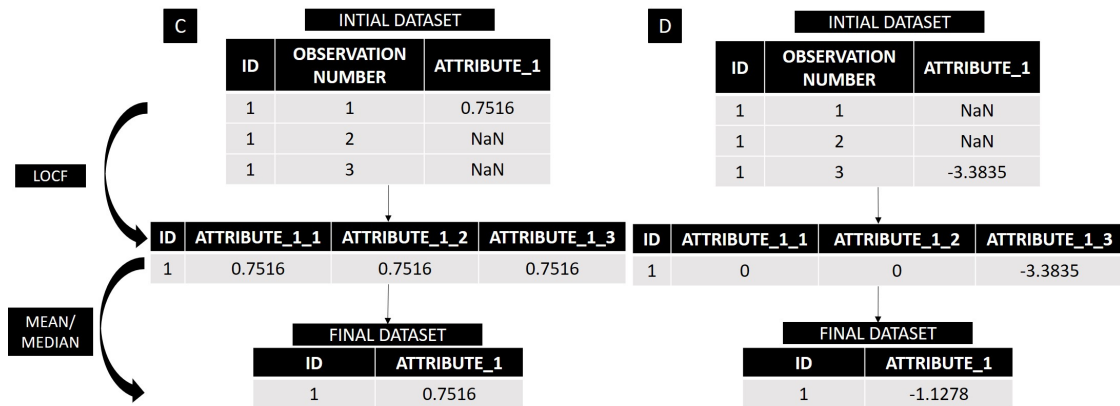 C
INTIAL DATASET
ID OBSERVATION NUMBER ATTRIBUTE_1
1 1 0.7516
1 2 NaN
1 3 NaN
LOCF
ID ATTRIBUTE_1_1 ATTRIBUTE_1_2 ATTRIBUTE_1_3
1 0.7516 0.7516 0.7516
MEAN/
MEDIAN
FINAL DATASET
ID ATTRIBUTE_1
1 0.7516
D
INTIAL DATASET
ID OBSERVATION NUMBER ATTRIBUTE_1
1 1 NaN
1 2 NaN
1 3 -3.3835
ID ATTRIBUTE_1_1 ATTRIBUTE_1_2 ATTRIBUTE_1_3
1 0 0 -3.3835
FINAL DATASET
ID ATTRIBUTE_1
1 -1.1278